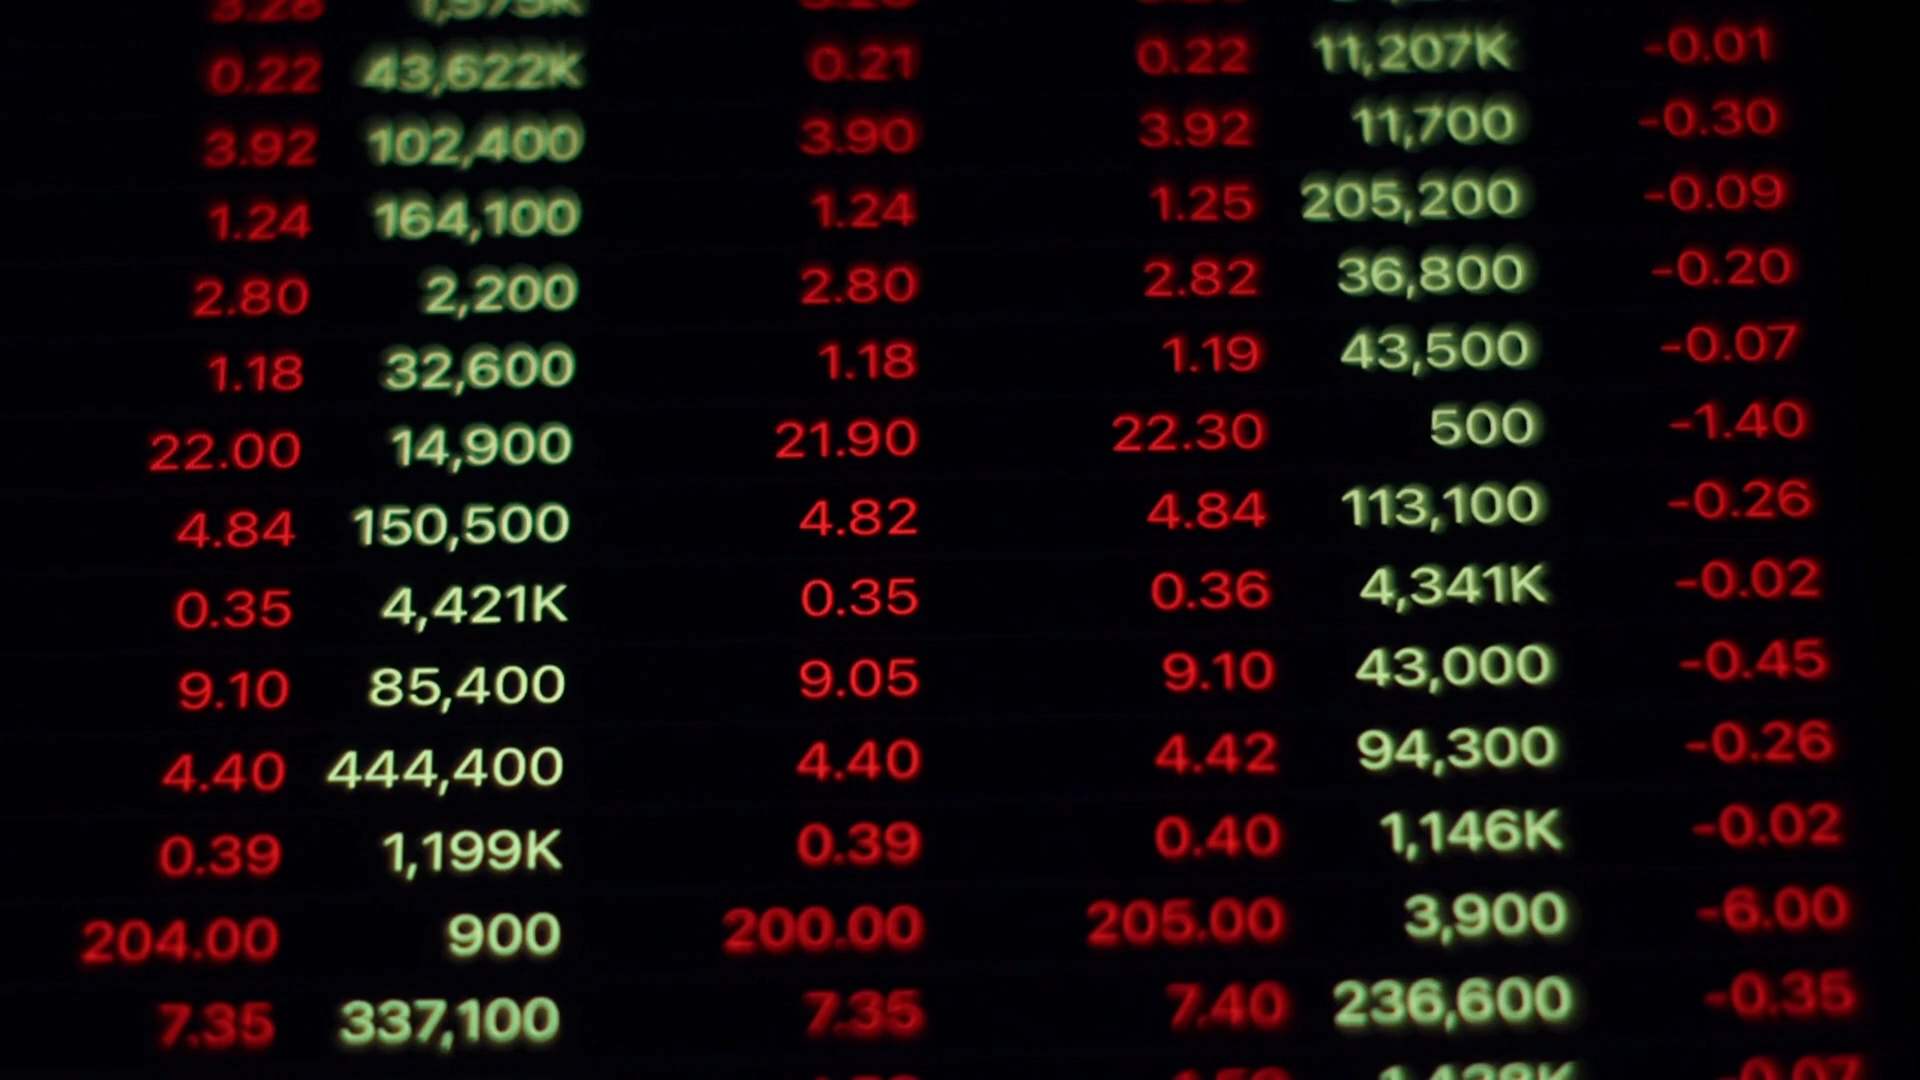 0.22 43,622K 0.21 0.22 11,207K -0.01
3.92 102,400 3.90 3.92 11,700 -0.30
1.24 164,100 1.24 1.25 205,200 -0.09
2.80 2,200 2.80 2.82 36,800 -0.20
1.18 32,600 1.18 1.19 43,500 -0.07
22.00 14,900 21.90 22.30 500 -1.40
4.84 150,500 4.82 4.84 113,100 -0.26
0.35 4,421K 0.35 0.36 4,341K -0.02
9.10 85,400 9.05 9.10 43,000 -0.45
4.40 444,400 4.40 4.42 94,300 -0.26
0.39 1,199K 0.39 0.40 1,146K -0.02
204.00 900 200.00 205.00 3,900 -6.00
7.35 337,100 7.35 7.40 236,600 -0.35